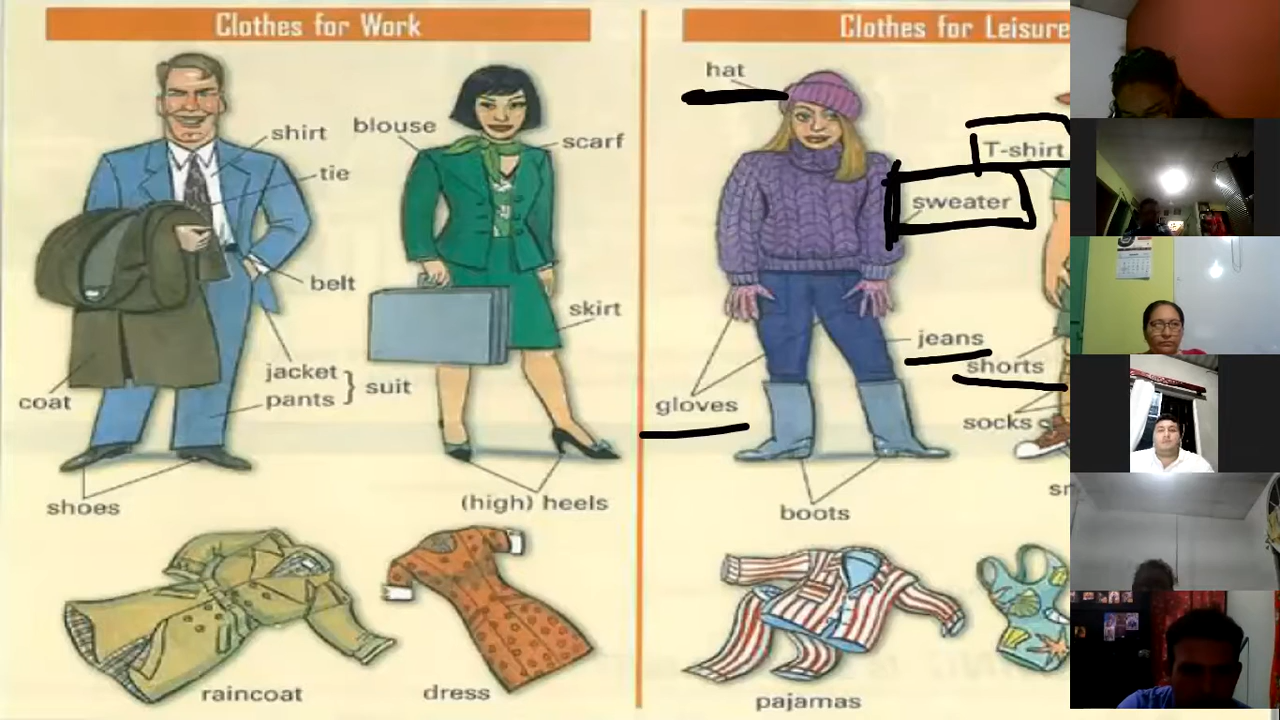 Clothes for Work
Clothes for Leisure
shirt
tie
blouse
scarf
belt
skirt
jacket
pants
suit
coat
shoes
(high) heels
raincoat
dress
hat
T-shirt
sweater
jeans
shorts
gloves
socks
boots
pajamas